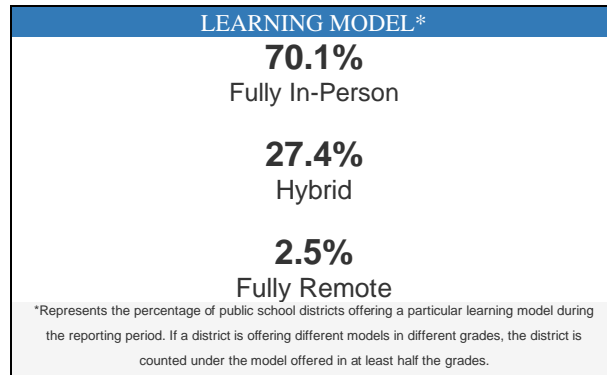 LEARNING MODEL*
70.1%
Fully In-Person
27.4%
Hybrid
2.5%
Fully Remote
*Represents the percentage of public school districts offering a particular learning model during
the reporting period. If a district is offering different models in different grades, the district is
counted under the model offered in at least half the grades.